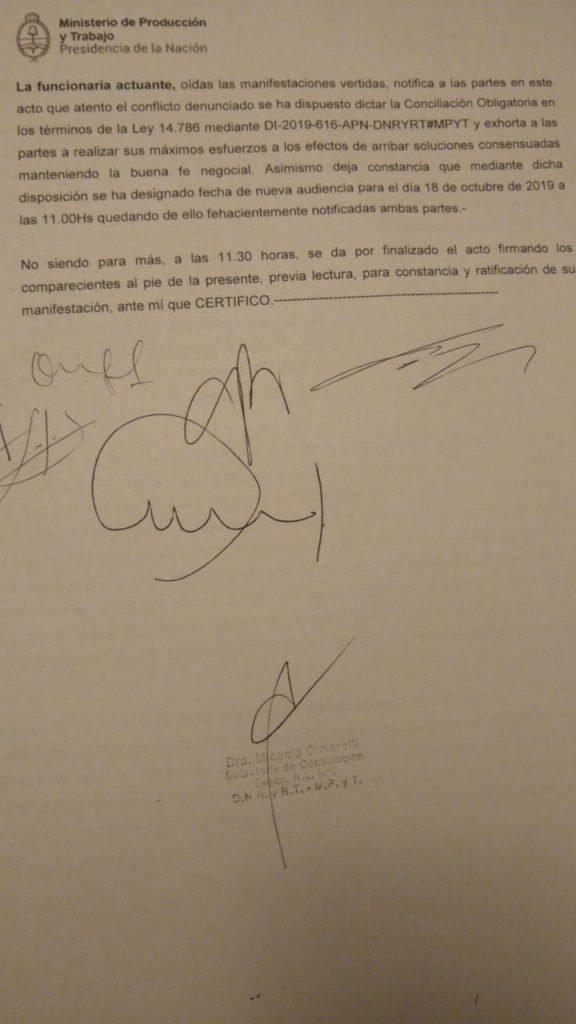 Ministerio de Producción
y Trabajo
Presidencia de la Nación
La funcionaria actuante, oídas las manifestaciones vertidas, notifica a las partes en este
acto que atento el conflicto denunciado se ha dispuesto dictar la Conciliación Obligatoria en
los términos de la Ley 14.786 mediante DI-2019-616-APN-DNRYRT#MPYT y exhorta a las
partes a realizar sus máximos esfuerzos a los efectos de arribar soluciones consensuadas
manteniendo la buena fe negocial. Asimismo deja constancia que mediante dicha
disposición se ha designado fecha de nueva audiencia para el día 18 de octubre de 2019 a
las 11.00Hs quedando de ello fehacientemente notificadas ambas partes.-
No siendo para más, a las 11.30 horas, se da por finalizado el acto firmando los
comparecientes al pie de la presente, previa lectura, para constancia y ratificación de su
manifestación, ante mí que CERTIFICO.-----------------------------------------------
Dra. Micaela
Secretaria de Conciliación
Depto. R.L. Nº
D.N.R. y R.T. - M.P. y T.